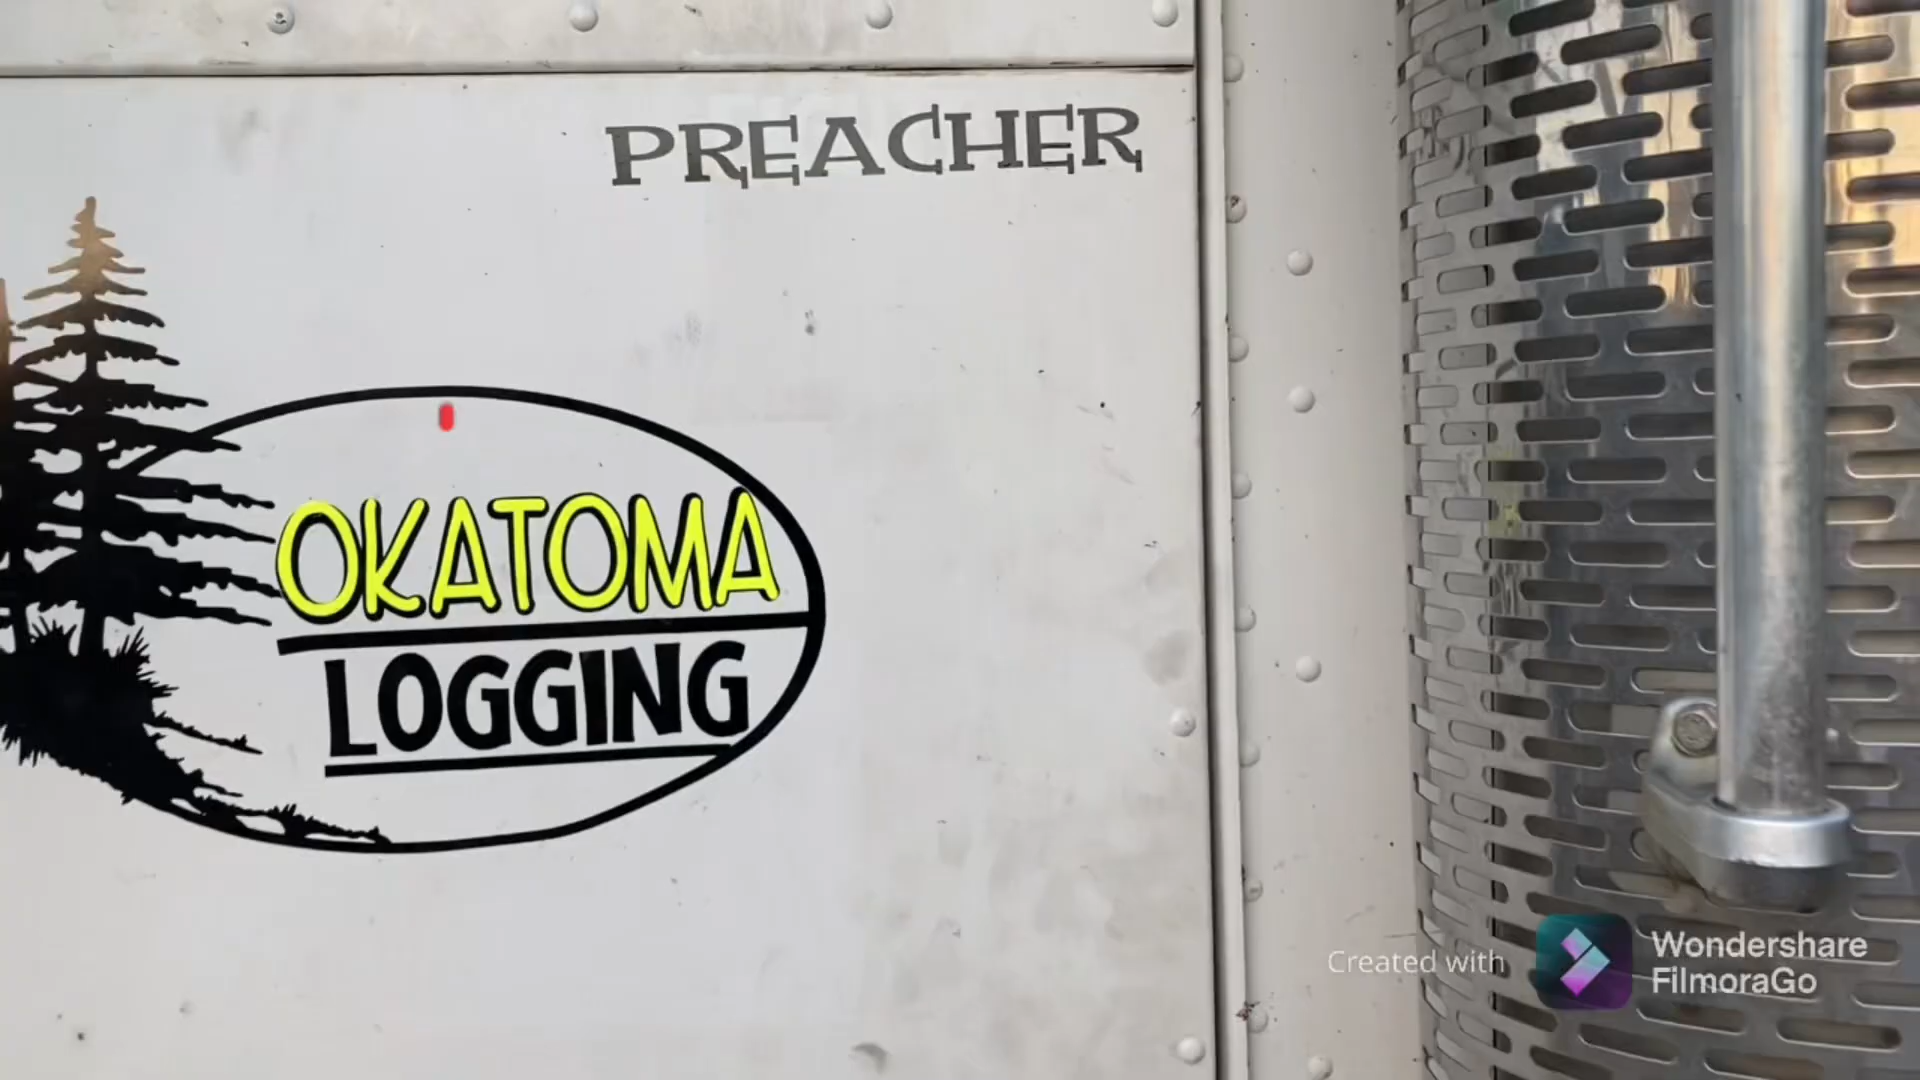 PREACHER
OKATOMA
LOGGING
Created with
Wondershare
FilmoraGo